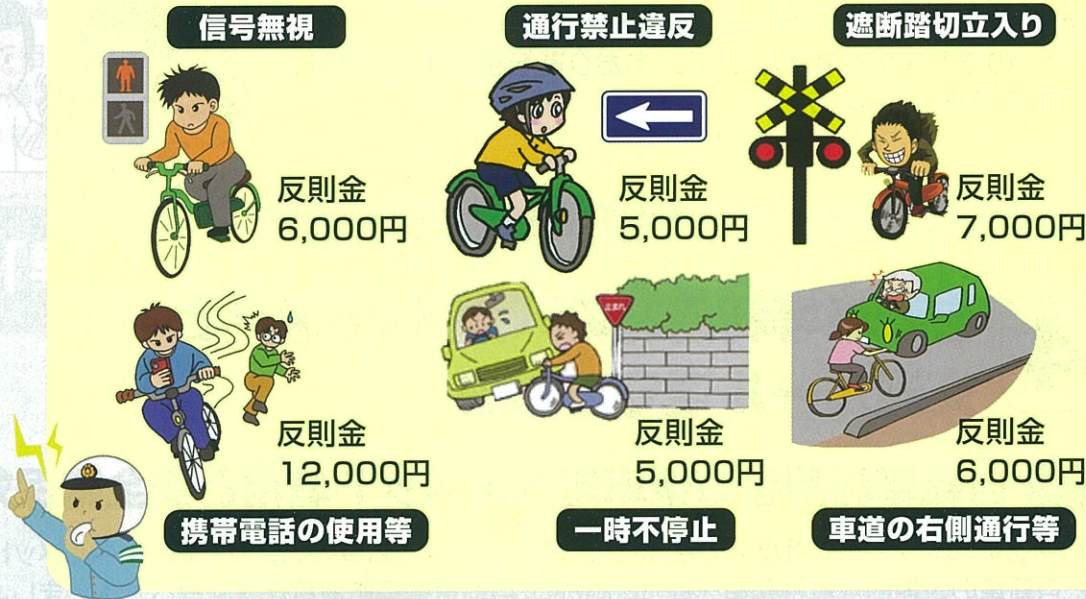 信号無視
通行禁止違反
遮断踏切立入り
反則金
6,000円
反則金
5,000円
反則金
7,000円
止まれ
反則金
12,000円
反則金
5,000円
反則金
6,000円
携帯電話の使用等
一時不停止
車道の右側通行等